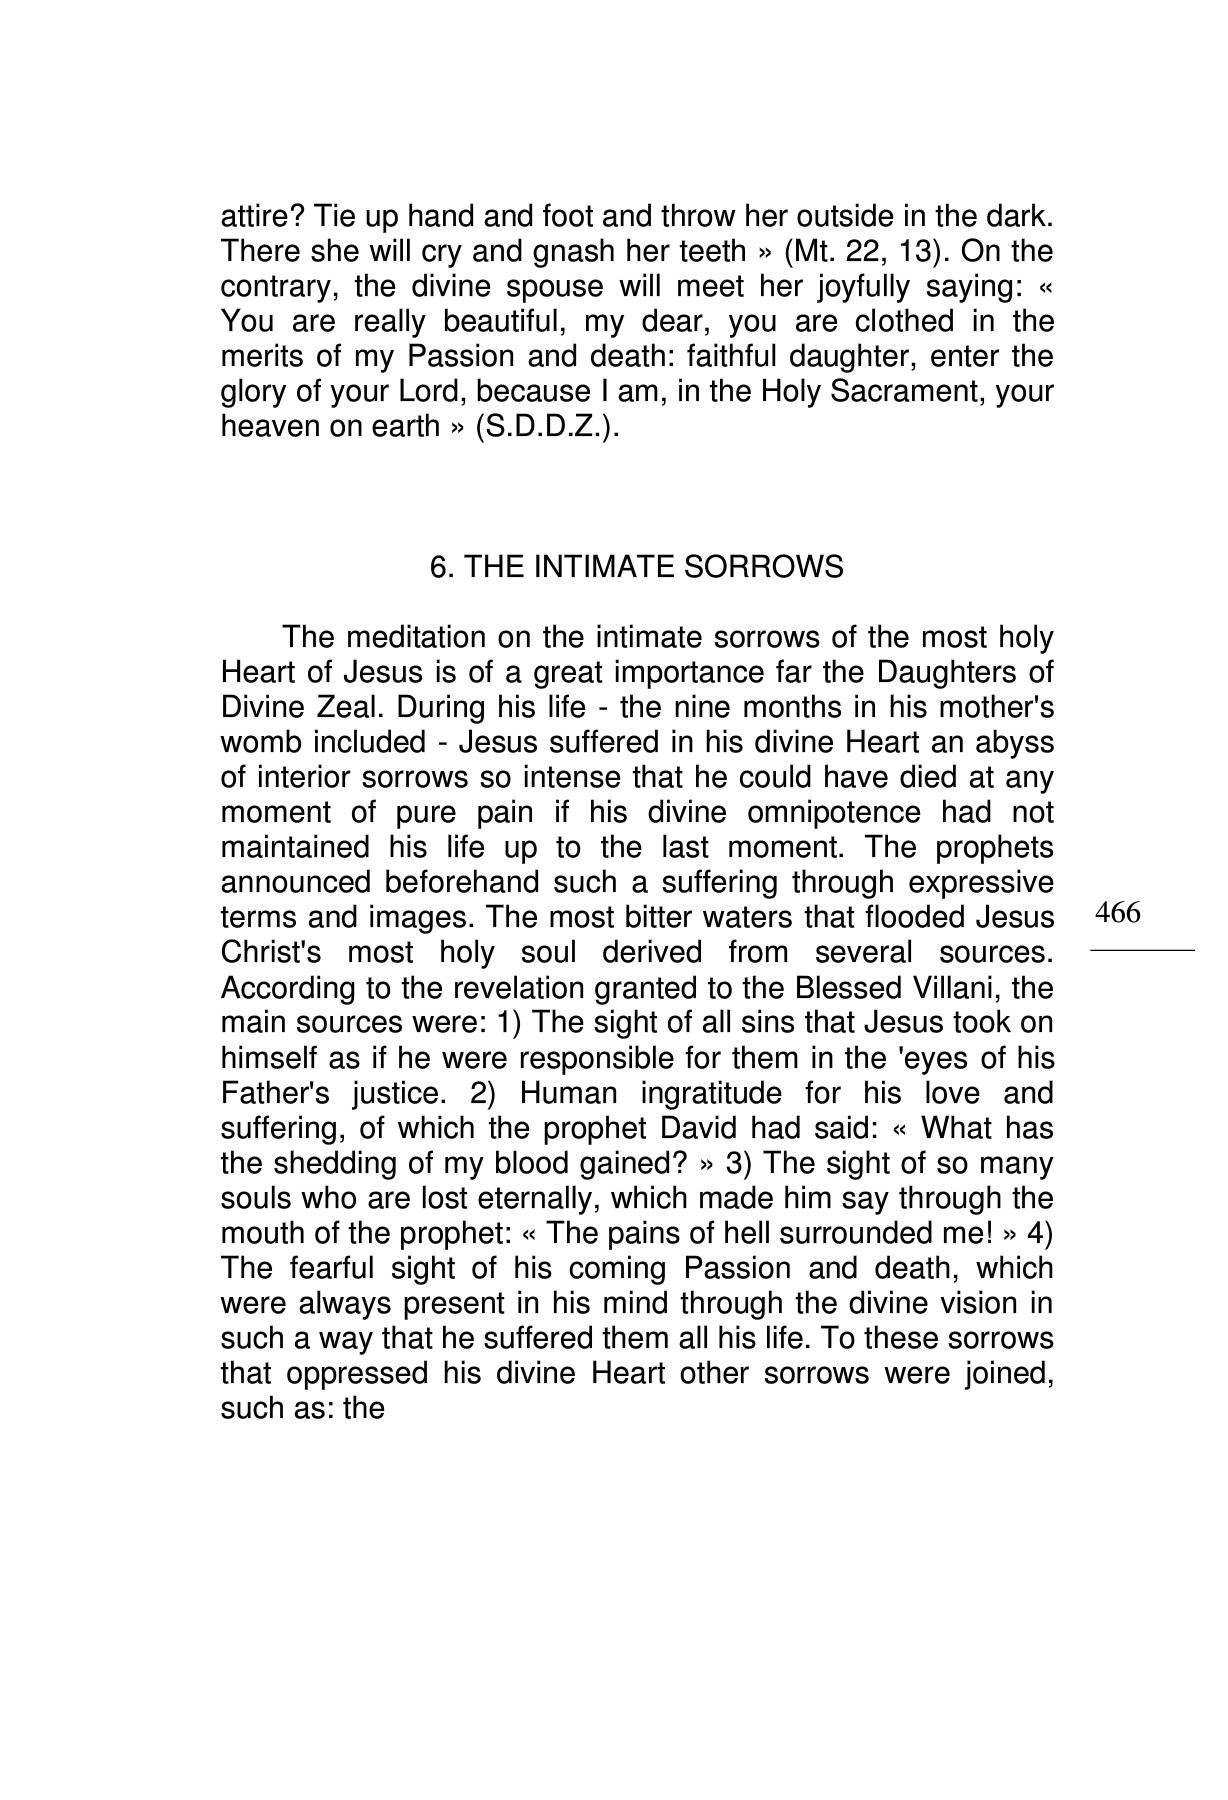 attire? Tie up hand and foot and throw her outside in the dark.
There she will cry and gnash her teeth » (Mt. 22, 13). On the
contrary, the divine spouse will meet her joyfully saying: «
You are really beautiful, my dear, you are clothed in the
merits of my Passion and death: faithful daughter, enter the
glory of your Lord, because I am, in the Holy Sacrament, your
heaven on earth » (S.D.D.Z.).
6. THE INTIMATE SORROWS
The meditation on the intimate sorrows of the most holy
Heart of Jesus is of a great importance far the Daughters of
Divine Zeal. During his life - the nine months in his mother's
womb included - Jesus suffered in his divine Heart an abyss
of interior sorrows so intense that he could have died at any
moment of pure pain if his divine omnipotence had not
maintained his life up to the last moment. The prophets
announced beforehand such a suffering through expressive
terms and images. The most bitter waters that flooded Jesus
Christ's most holy soul derived from several sources.
According to the revelation granted to the Blessed Villani, the
main sources were: 1) The sight of all sins that Jesus took on
himself as if he were responsible for them in the 'eyes of his
Father's justice. 2) Human ingratitude for his love and
suffering, of which the prophet David had said: « What has
the shedding of my blood gained? » 3) The sight of so many
souls who are lost eternally, which made him say through the
mouth of the prophet: « The pains of hell surrounded me! » 4)
The fearful sight of his coming Passion and death, which
were always present in his mind through the divine vision in
such a way that he suffered them all his life. To these sorrows
that oppressed his divine Heart other sorrows were joined,
such as: the
466